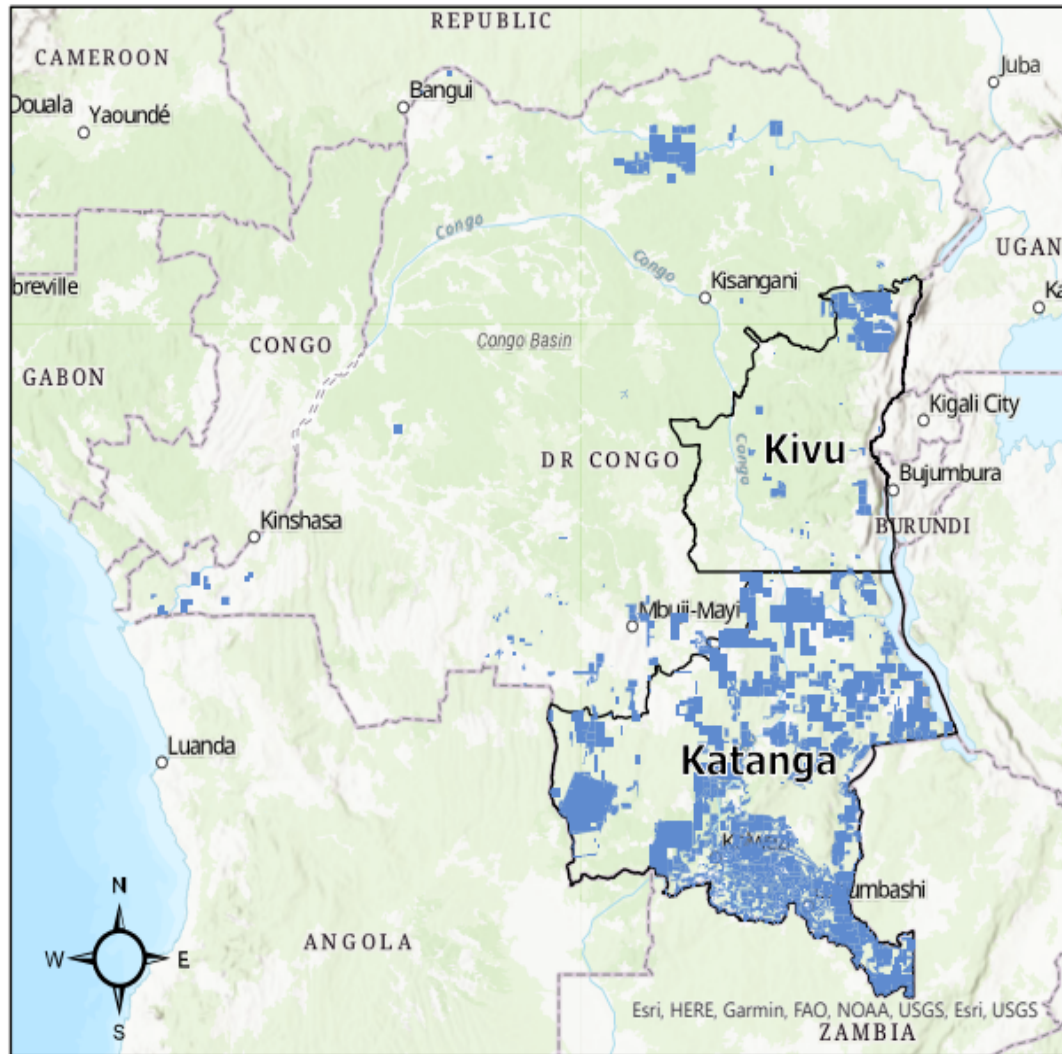 REPUBLIC
CAMEROON
Juba
Bangui
Douala
Yaoundé
Congo
UGAN
Congo
Kisangani
breville
Ka
CONGO
Congo Basin
GABON
Kigali City
Kivu
DR CONGO
Congo
Bujumbura
Kinshasa
BURUNDI
Mbuji-Mayi
Luanda
Katanga
umbashi
N
W
E
S
ANGOLA
Esri, HERE, Garmin, FAO, NOAA, USGS, Esri, USGS
ZAMBIA